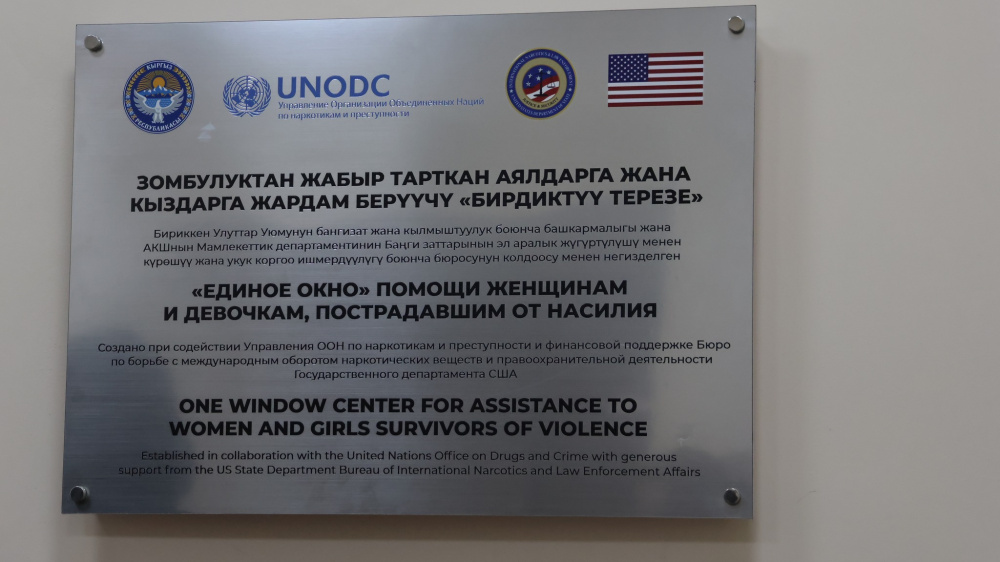 КЫРГЫЗ
РЕСПУБЛИКАСЫ
UNODC
Управление Организации Объединенных Наций
по наркотикам и преступности
ЗОМБУЛУКТАН ЖАБЫР ТАРТКАН АЯЛДАРГА ЖАНА
КЫЗДАРГА ЖАРДАМ БЕРҮҮЧҮ «БИРДИКТҮҮ ТЕРЕЗЕ»
Бириккен Улуттар Уюмунун бангизат жана кылмыштуулук боюнча башкармалыгы жана
АКШнын Мамлекеттик департаментинин Баңги заттарынын эл аралык жүгүртүлүшү менен
күрөшүү жана укук коргоо ишмердүүлүгү боюнча бюросунун колдоосу менен негизделген
«ЕДИНОЕ ОКНО» ПОМОЩИ ЖЕНЩИНАМ
И ДЕВОЧКАМ, ПОСТРАДАВШИМ ОТ НАСИЛИЯ
Создано при содействии Управления ООН по наркотикам и преступности и финансовой поддержке Бюро
по борьбе с международным оборотом наркотических веществ и правоохранительной деятельности
Государственного департамента США
ONE WINDOW CENTER FOR ASSISTANCE TO
WOMEN AND GIRLS SURVIVORS OF VIOLENCE
Established in collaboration with the United Nations Office on Drugs and Crime with generous
support from the US State Department Bureau of International Narcotics and Law Enforcement Affairs